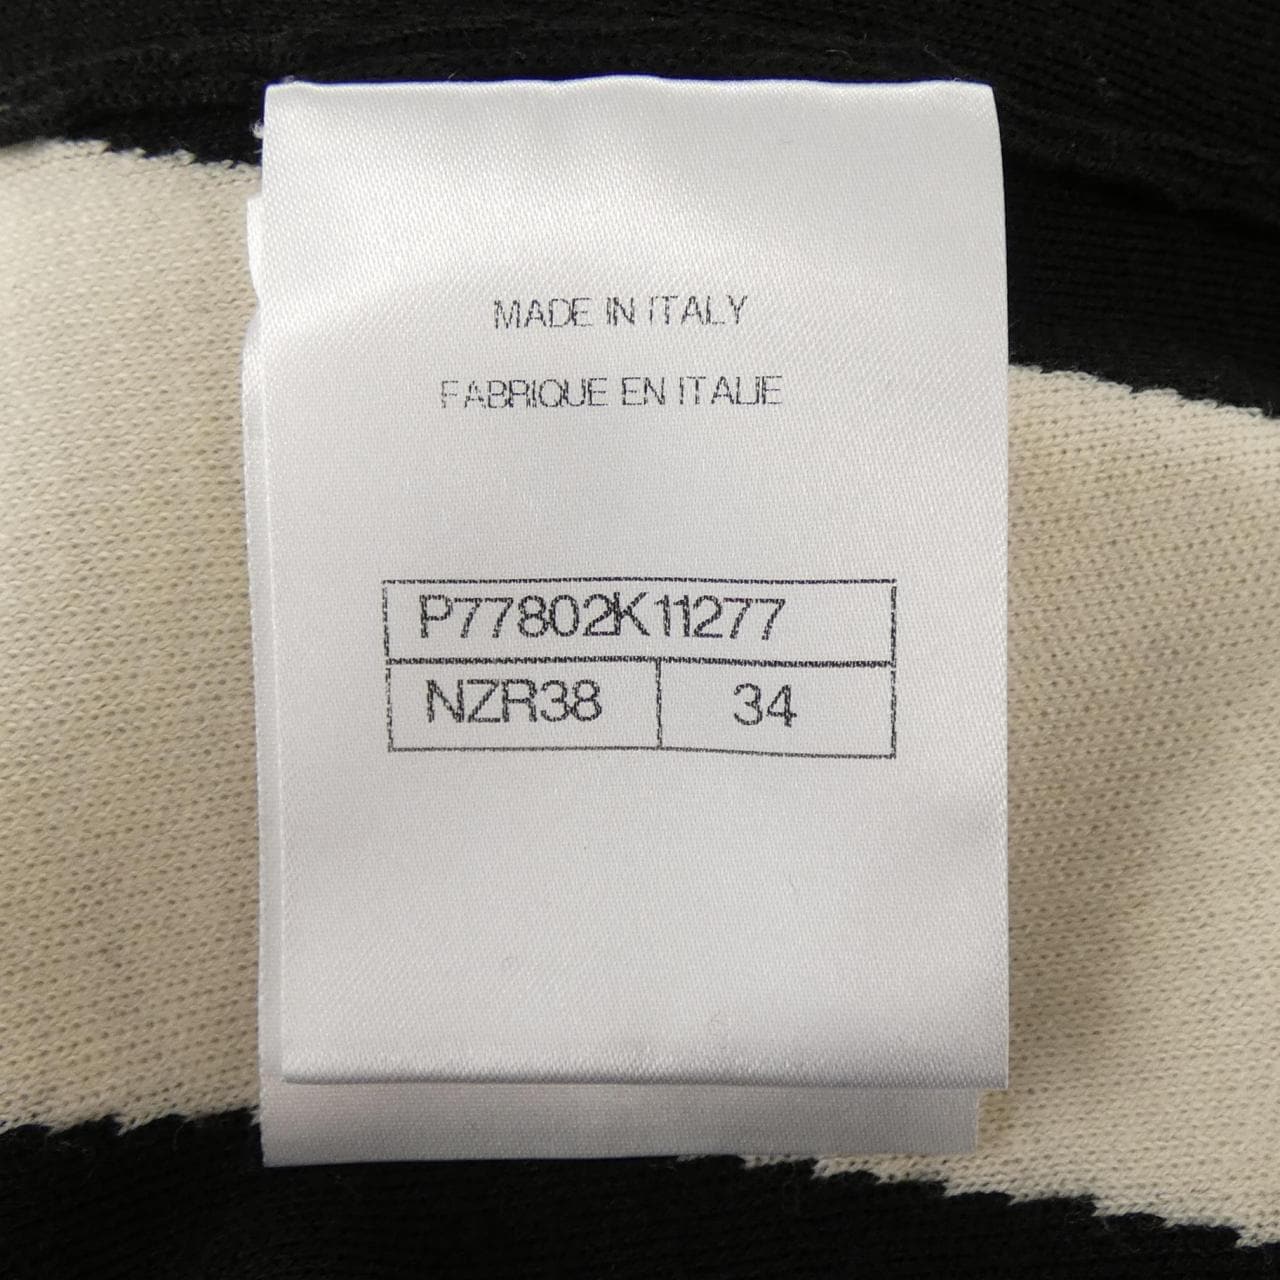 MADE IN ITALY
FABRIQUE EN ITALIE
P77802K11277
NZR38 34